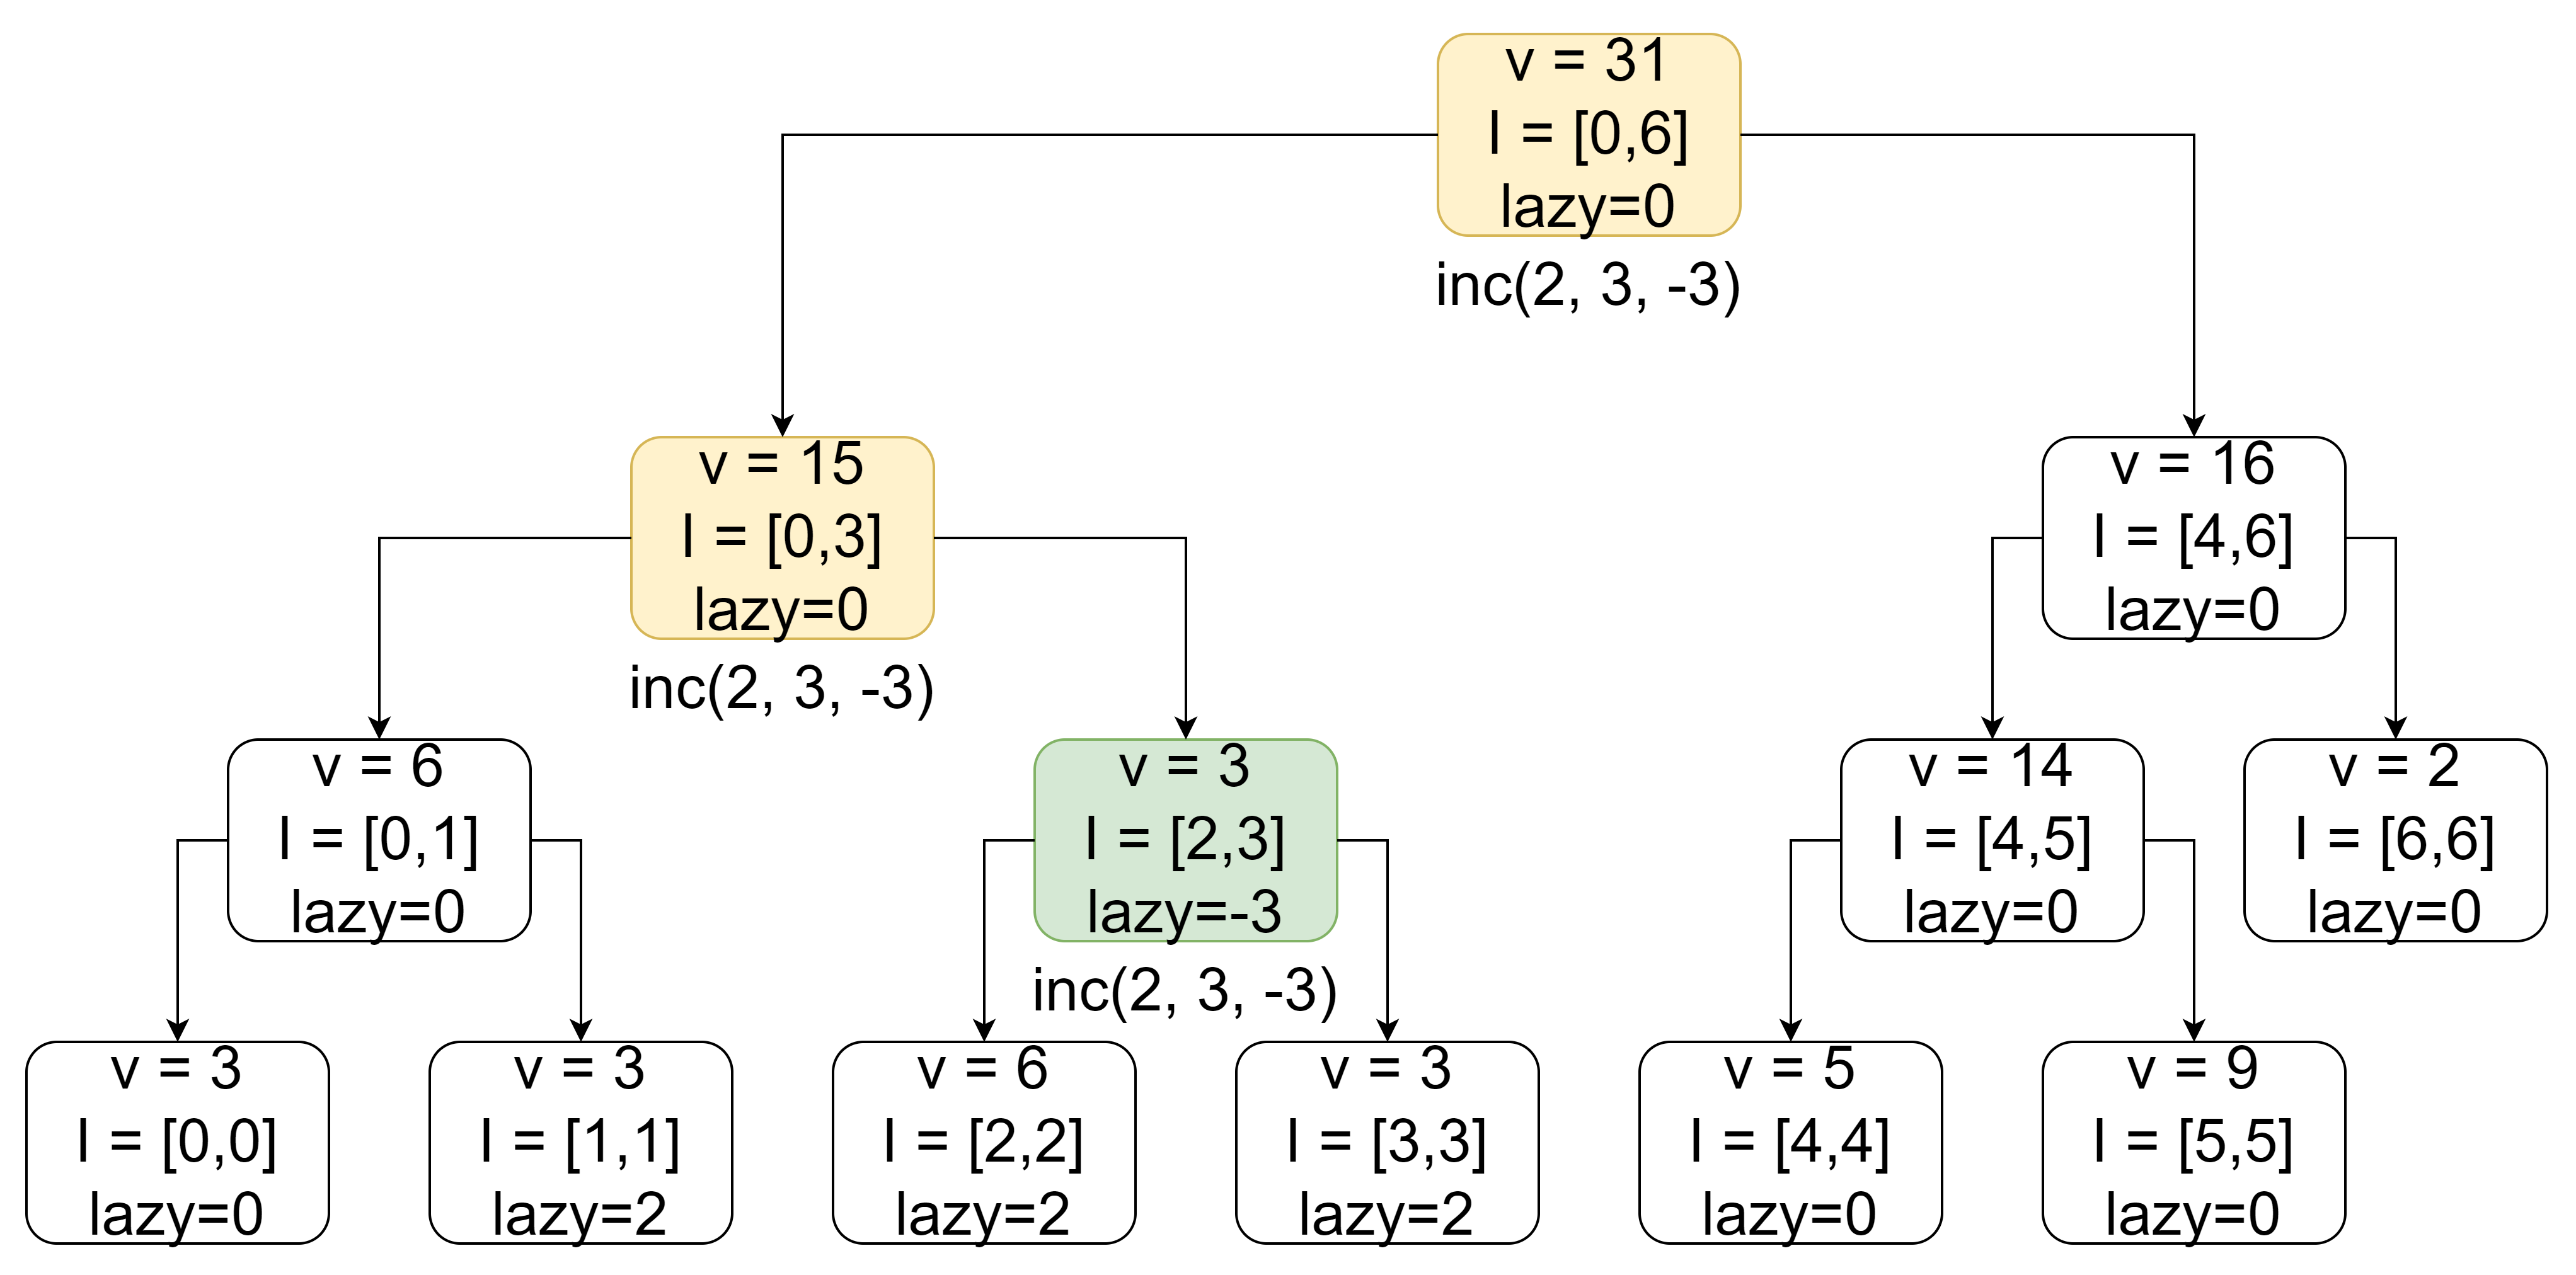 v = 31
I = [0,6]
lazy=0
inc(2, 3, -3)
v = 15
I = [0,3]
lazy=0
inc(2, 3, -3)
v = 16
I = [4,6]
lazy=0
v = 6
I = [0,1]
lazy=0
v = 3
I = [2,3]
lazy=-3
inc(2, 3, -3)
v = 14
I = [4,5]
lazy=0
v = 2
I = [6,6]
lazy=0
v = 3
I = [0,0]
lazy=0
v = 3
I = [1,1]
lazy=2
v = 6
I = [2,2]
lazy=2
v = 3
I = [3,3]
lazy=2
v = 5
I = [4,4]
lazy=0
v = 9
I = [5,5]
lazy=0